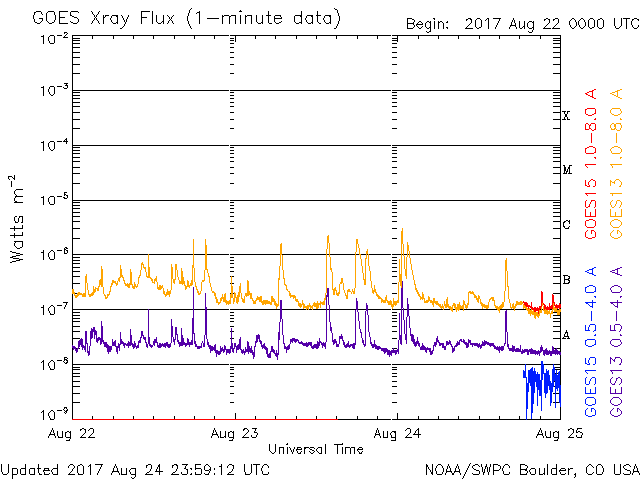 GOES Xray Flux (1-minute data)
Begin: 2017 Aug 22 0000 UTC
10-2
10-3
10-4
10-5
10-6
10-7
10-8
10-9
Watts m-2
X
M
C
B
A
GOES15 1.0-8.0 A
GOES13 1.0-8.0 A
GOES15 0.5-4.0 A
GOES13 0.5-4.0 A
Aug 22
Aug 23
Aug 24
Aug 25
Universal Time
Updated 2017 Aug 24 23:59:12 UTC
NOAA/SWPC Boulder, CO USA